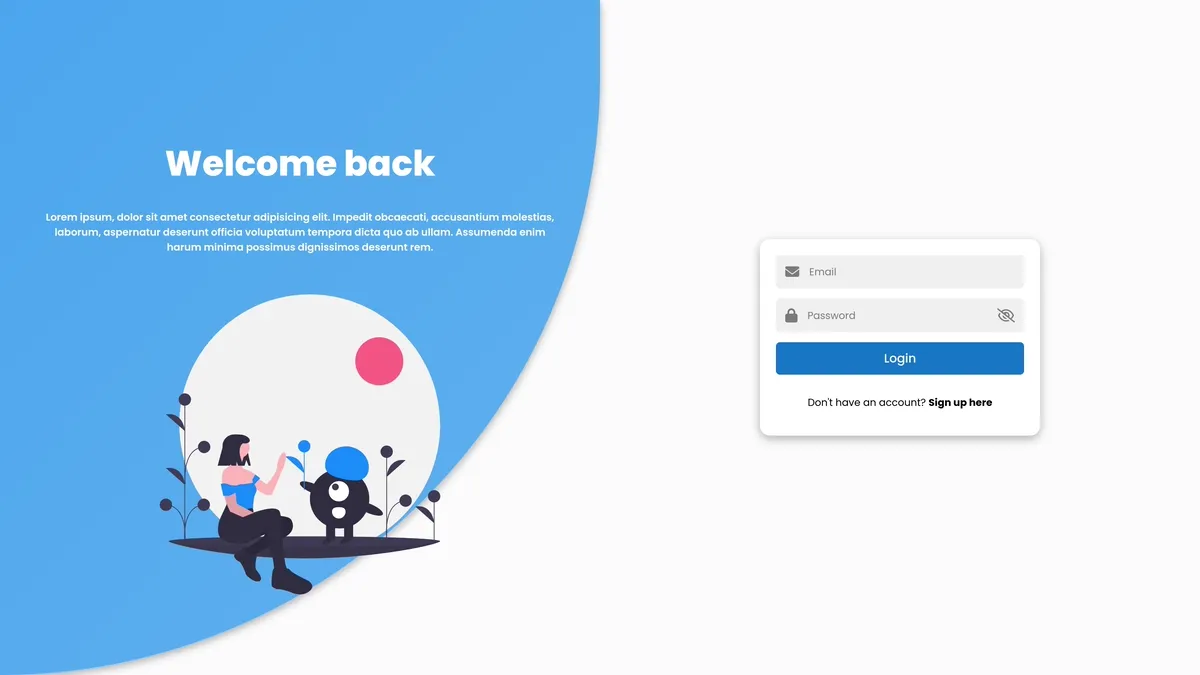 Welcome back
Lorem ipsum, dolor sit amet consectetur adipisicing elit. Impedit obcaecati, accusantium molestias,
laborum, aspernatur deserunt officia voluptatum tempora dicta quo ab ullam. Assumenda enim
harum minima possimus dignissimos deserunt rem.
Email
Password
Login
Don't have an account? Sign up here